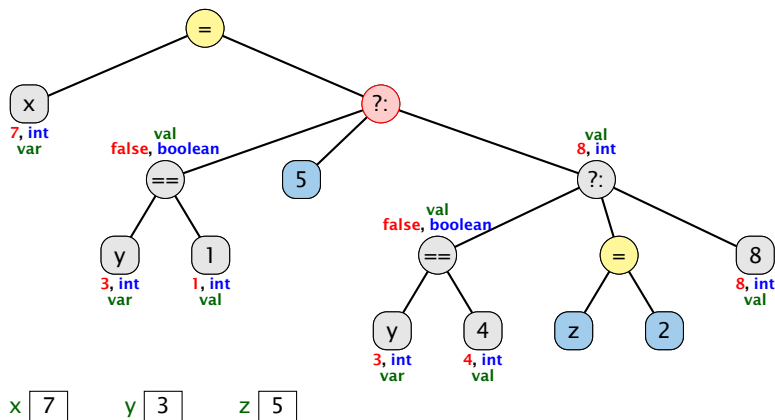 =
x
?:
7, int
var
val
false, boolean
val
8, int
==
5
?:
val
false, boolean
y
1
==
=
8
3, int
var
1, int
val
8, int
val
y
4
z
2
3, int
var
4, int
val
x 7 y 3 z 5